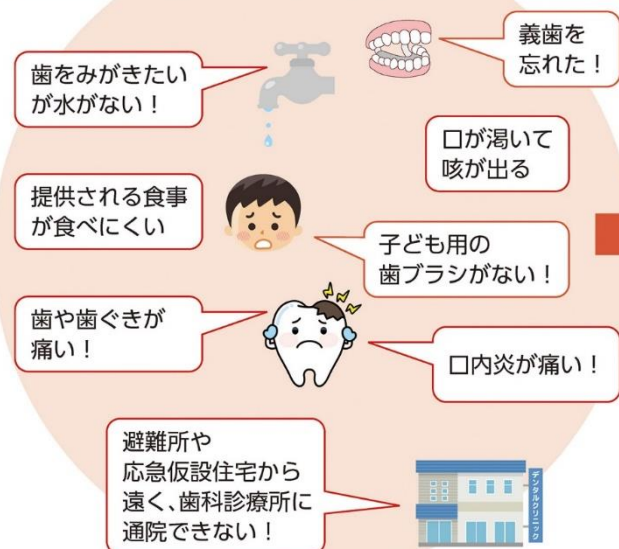 義歯を
忘れた！
歯をみがきたい
が水がない！
口が渇いて
咳が出る
提供される食事
が食べにくい
子ども用の
歯ブラシがない！
歯や歯ぐきが
痛い！
口内炎が痛い！
避難所や
応急仮設住宅から
遠く、歯科診療所に
通院できない！
デンタルクリニック